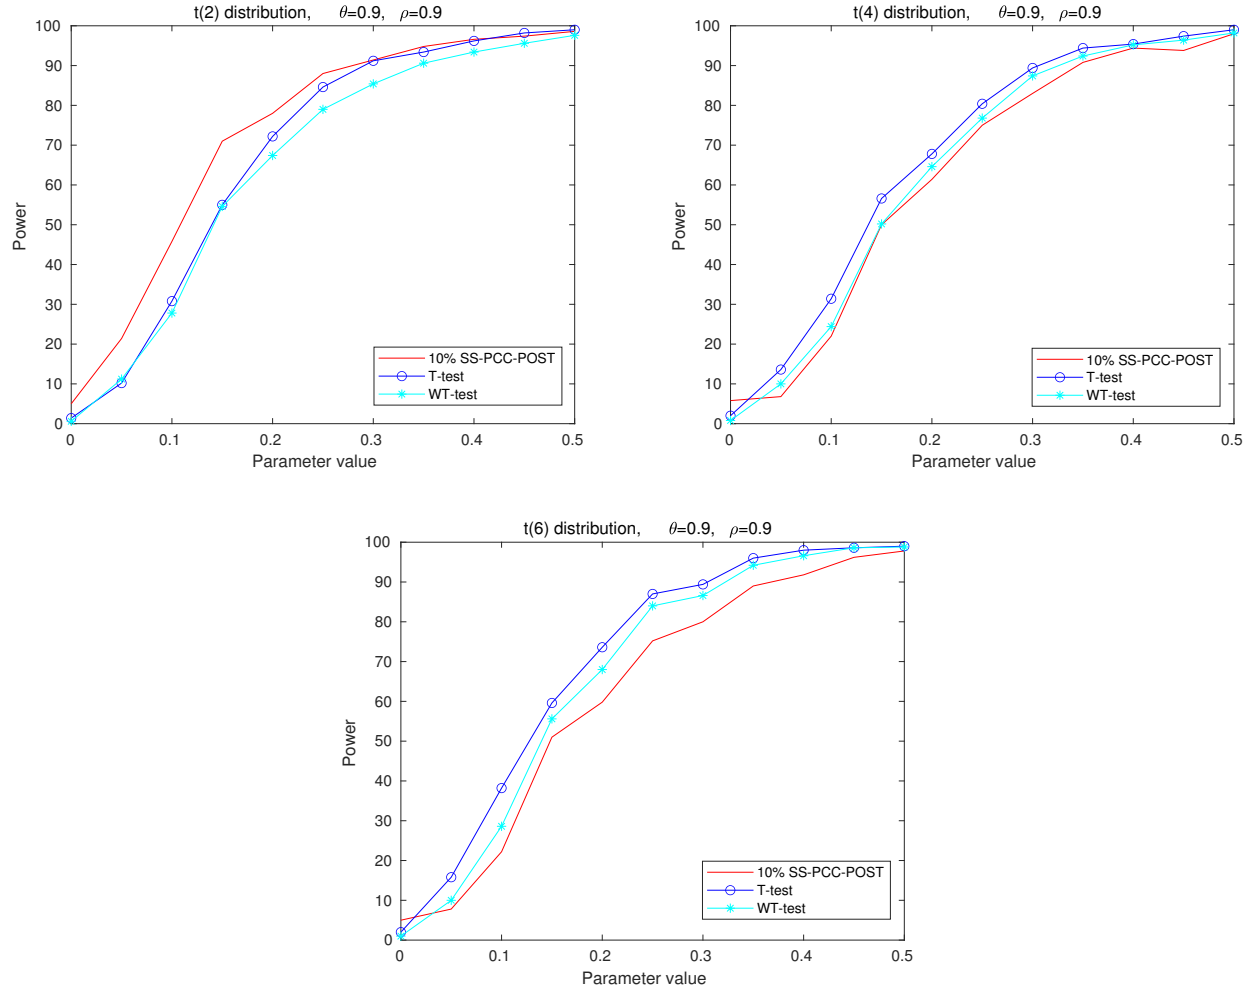 t(2) distribution, θ=0.9, ρ=0.9
100
90
80
70
60
50
40
30
20
10
0
Power
10% SS-PCC-POST
T-test
WT-test
0 0.1 0.2 0.3 0.4 0.5
Parameter value
t(4) distribution, θ=0.9, ρ=0.9
100
90
80
70
60
50
40
30
20
10
0
Power
10% SS-PCC-POST
T-test
WT-test
0 0.1 0.2 0.3 0.4 0.5
Parameter value
t(6) distribution, θ=0.9, ρ=0.9
100
90
80
70
60
50
40
30
20
10
0
Power
10% SS-PCC-POST
T-test
WT-test
0 0.1 0.2 0.3 0.4 0.5
Parameter value